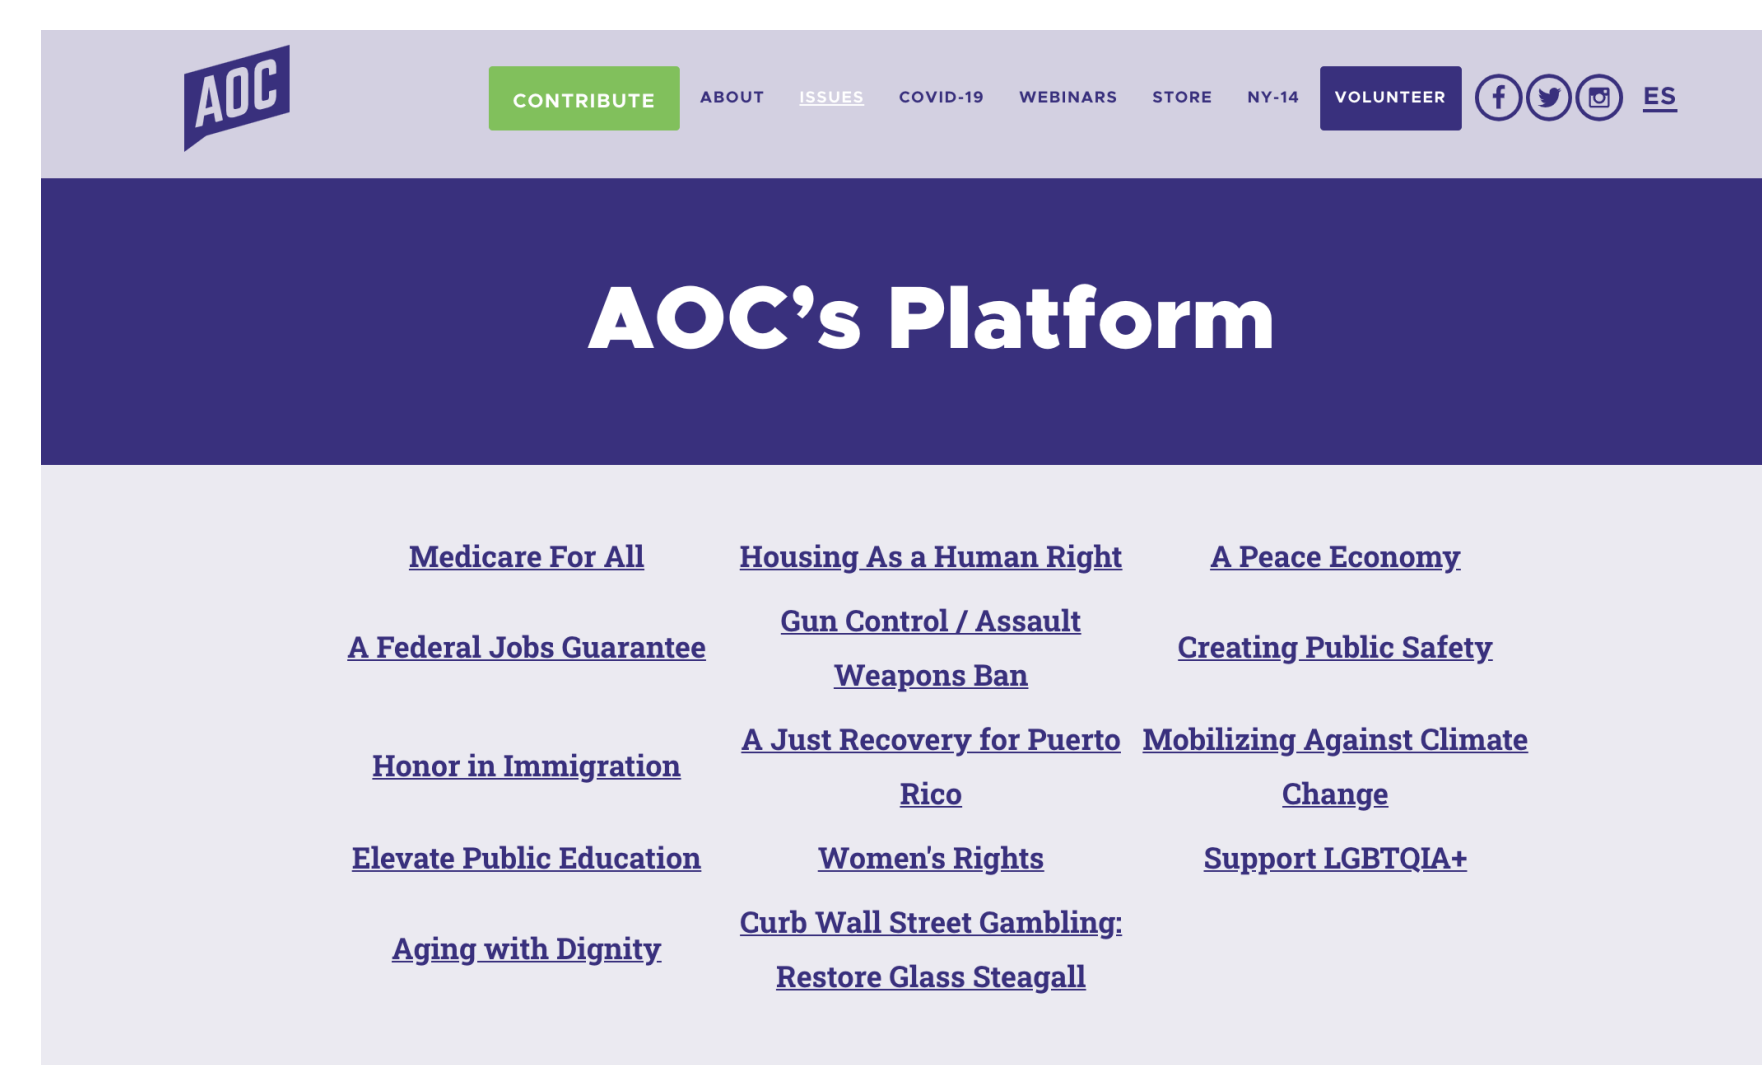 AOC
CONTRIBUTE ABOUT ISSUES COVID-19 WEBINARS STORE NY-14 VOLUNTEER ES
AOC's Platform
Medicare For All
Housing As a Human Right
A Peace Economy
A Federal Jobs Guarantee
Gun Control / Assault
Weapons Ban
Creating Public Safety
Honor in Immigration
A Just Recovery for Puerto
Rico
Mobilizing Against Climate
Change
Elevate Public Education
Women's Rights
Support LGBTQIA+
Aging with Dignity
Curb Wall Street Gambling:
Restore Glass Steagall